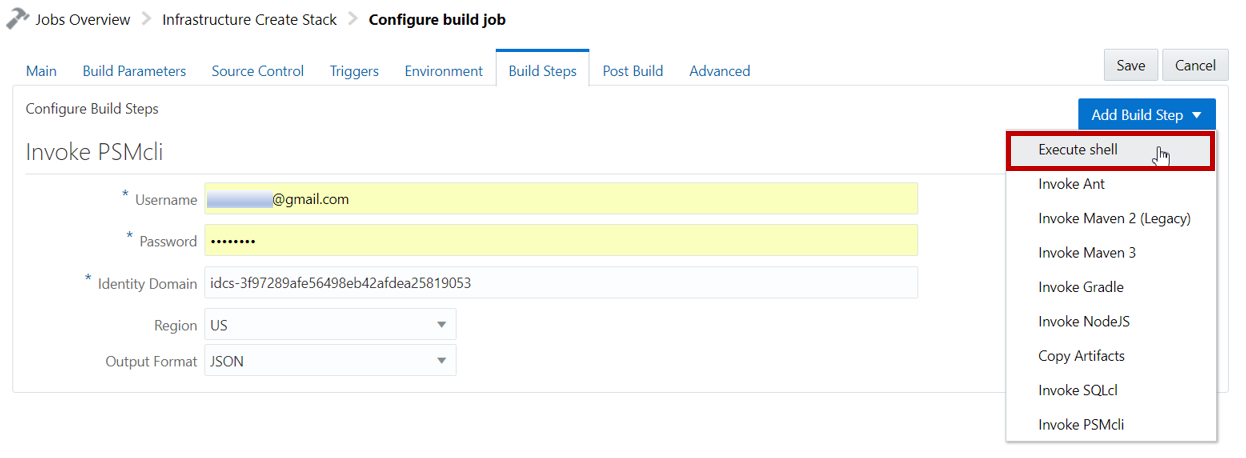 Jobs Overview > Infrastructure Create Stack > Configure build job
Main Build Parameters Source Control Triggers Environment Build Steps Post Build Advanced Save Cancel
Configure Build Steps
Add Build Step
Invoke PSMcli
* Username @gmail.com
* Password ••••••••
* Identity Domain idcs-3f97289afe56498eb42afdea25819053
Region US
Output Format JSON
Execute shell
Invoke Ant
Invoke Maven 2 (Legacy)
Invoke Maven 3
Invoke Gradle
Invoke NodeJS
Copy Artifacts
Invoke SQLcl
Invoke PSMcli